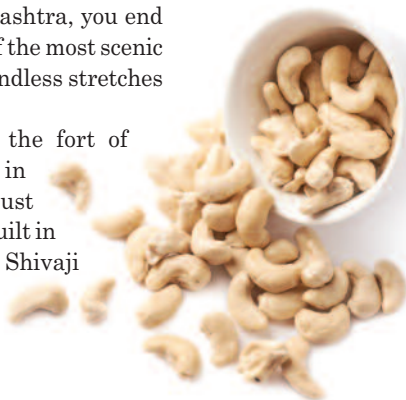 ashtra, you end
f the most scenic
ndless stretches
the fort of
in
ust
uilt in
Shivaji